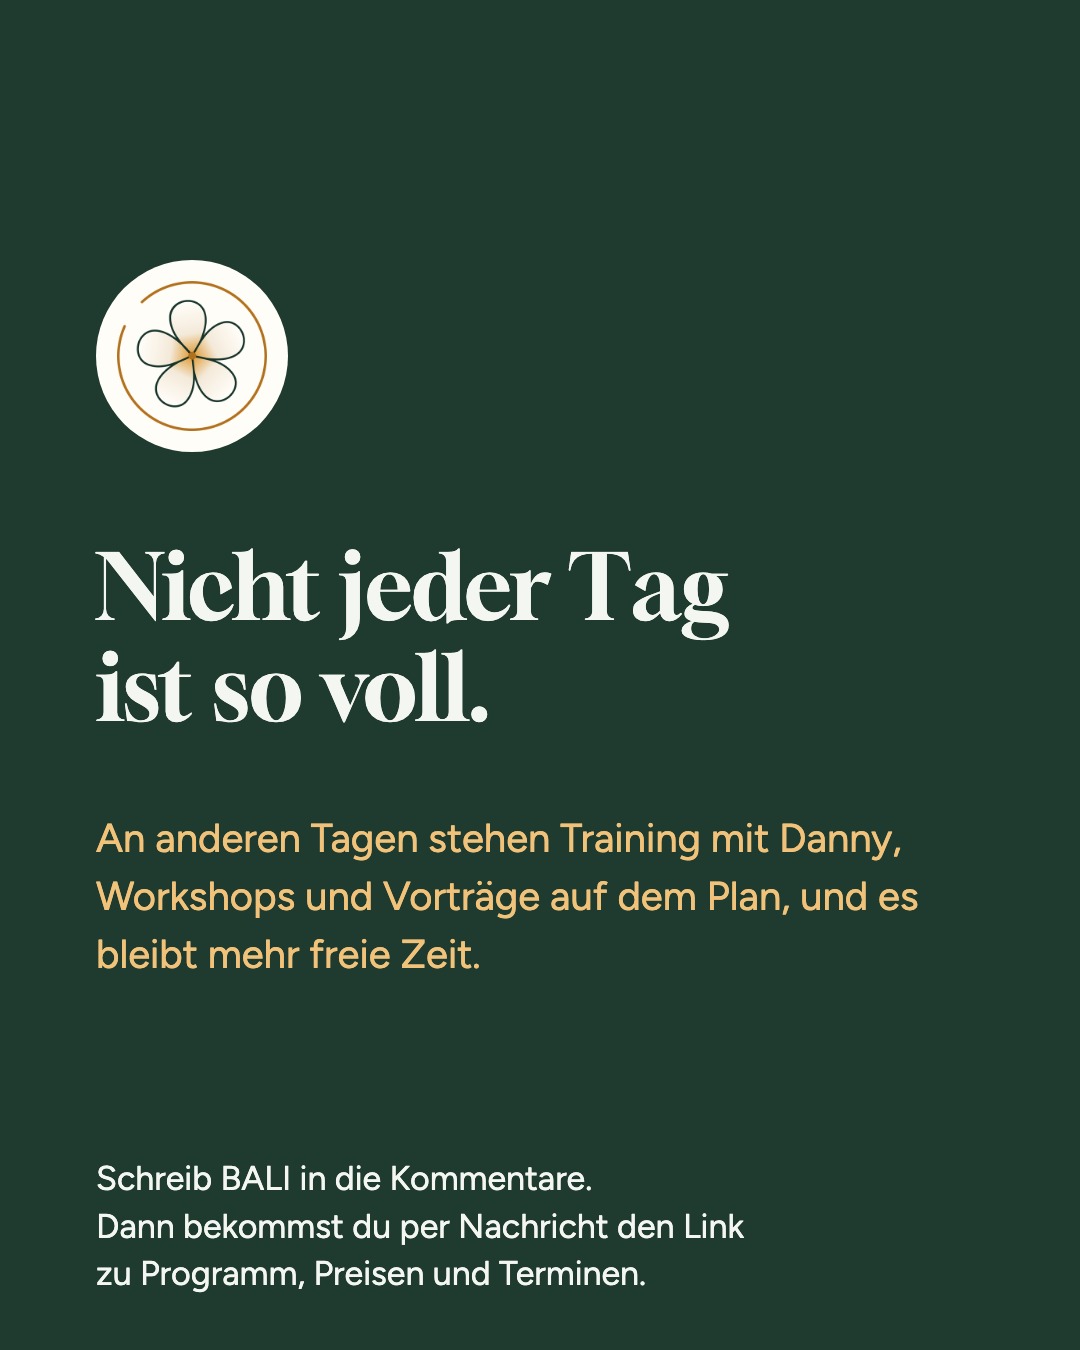 Nicht jeder Tag
ist so voll.
An anderen Tagen stehen Training mit Danny,
Workshops und Vorträge auf dem Plan, und es
bleibt mehr freie Zeit.
Schreib BALI in die Kommentare.
Dann bekommst du per Nachricht den Link
zu Programm, Preisen und Terminen.